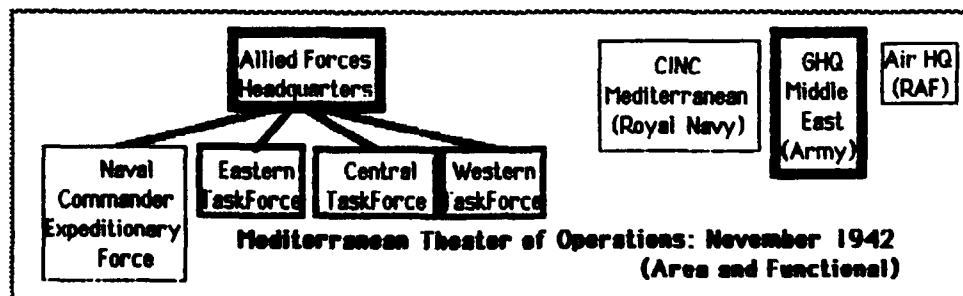 Allied Forces
Headquarters
CINC
Mediterranean
(Royal Navy)
GHQ
Middle
East
(Army)
Air HQ
(RAF)
Naval
Commander
Expeditionary
Force
Eastern
TaskForce
Central
TaskForce
Western
TaskForce
Mediterranean Theater of Operations: November 1942
(Area and Functional)